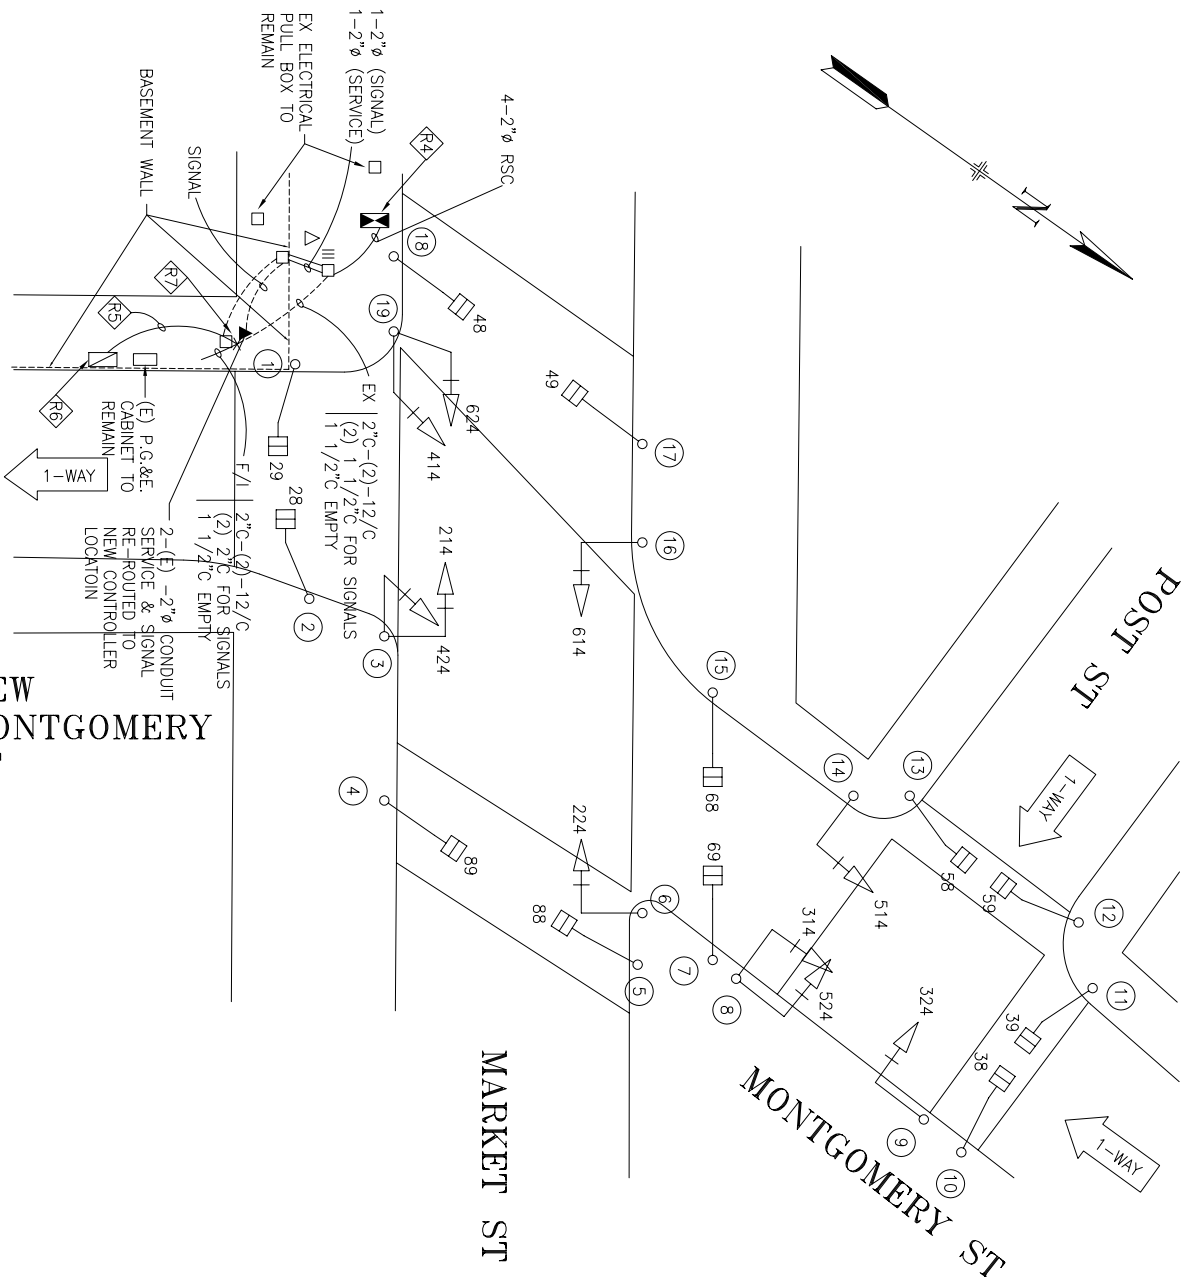 1-2"ø (SIGNAL)
1-2"ø (SERVICE)
EX ELECTRICAL
PULL BOX TO
REMAIN
BASEMENT WALL
SIGNAL
4-2"ø RSC
R4
R7
R5
R6
N
18
48
19
624
414
1
29
49
17
16
614
EX
2"C-(2)-12/C
(2) 1 1/2"C FOR SIGNALS
1 1/2"C EMPTY
F/I
2"C-(2)-12/C
(2) 2"C FOR SIGNALS
1 1/2"C EMPTY
(E) P.G.&E.
CABINET TO
REMAIN
1-WAY
2-(E) -2"ø CONDUIT
SERVICE & SIGNAL
RE-ROUTED TO
NEW CONTROLLER
LOCATOIN
28
2
214
424
3
15
68
14
13
POST ST
1-WAY
58
59
12
11
39
38
514
314
524
324
69
7
8
6
224
4
89
88
5
9
10
1-WAY
MONTGOMERY ST
MARKET ST
ONTGOMERY